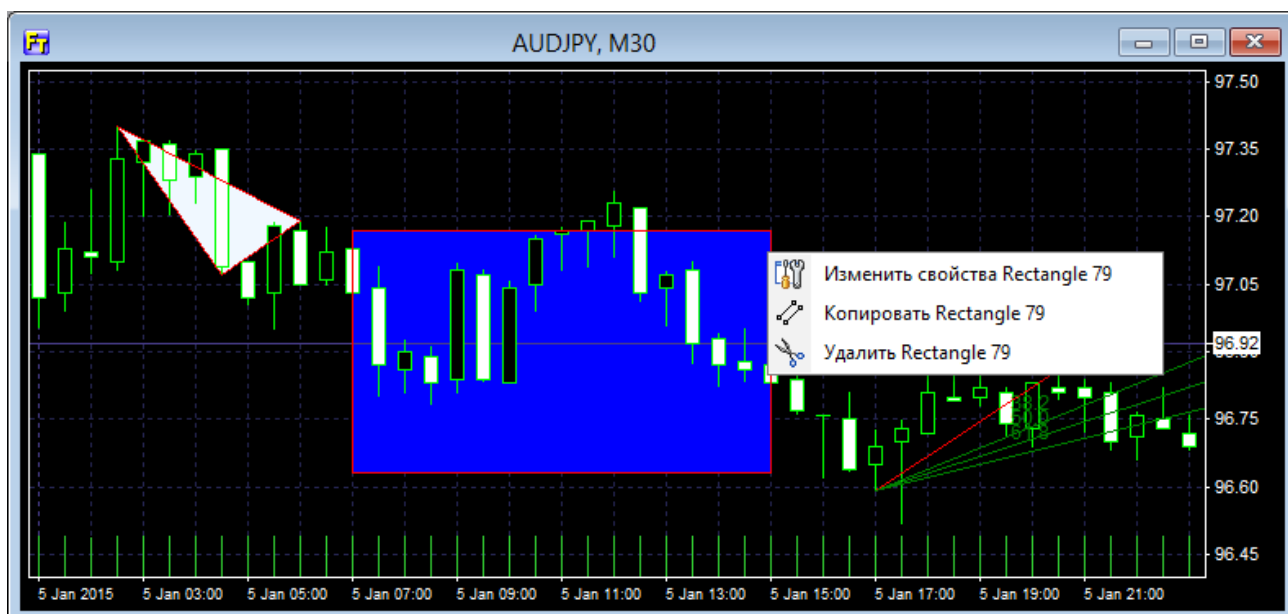 FT
AUDJPY, M30
97.50
97.35
97.20
97.05
96.92
96.75
96.60
96.45
Изменить свойства Rectangle 79
Копировать Rectangle 79
Удалить Rectangle 79
5 Jan 2015 5 Jan 03:00 5 Jan 05:00 5 Jan 07:00 5 Jan 09:00 5 Jan 11:00 5 Jan 13:00 5 Jan 15:00 5 Jan 17:00 5 Jan 19:00 5 Jan 21:00